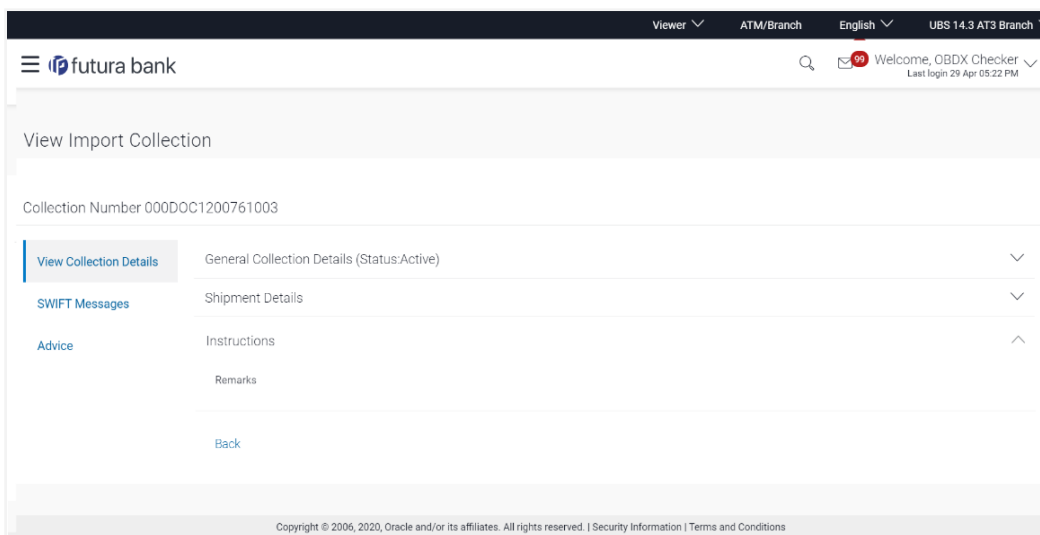 Viewer ATM/Branch English UBS 14.3 AT3 Branch
futura bank 99 Welcome, OBDX Checker
Last login 29 Apr 05:22 PM
View Import Collection
Collection Number 000DOC1200761003
View Collection Details
SWIFT Messages
Advice
General Collection Details (Status:Active)
Shipment Details
Instructions
Remarks
Back
Copyright © 2006, 2020, Oracle and/or its affiliates. All rights reserved. | Security Information | Terms and Conditions